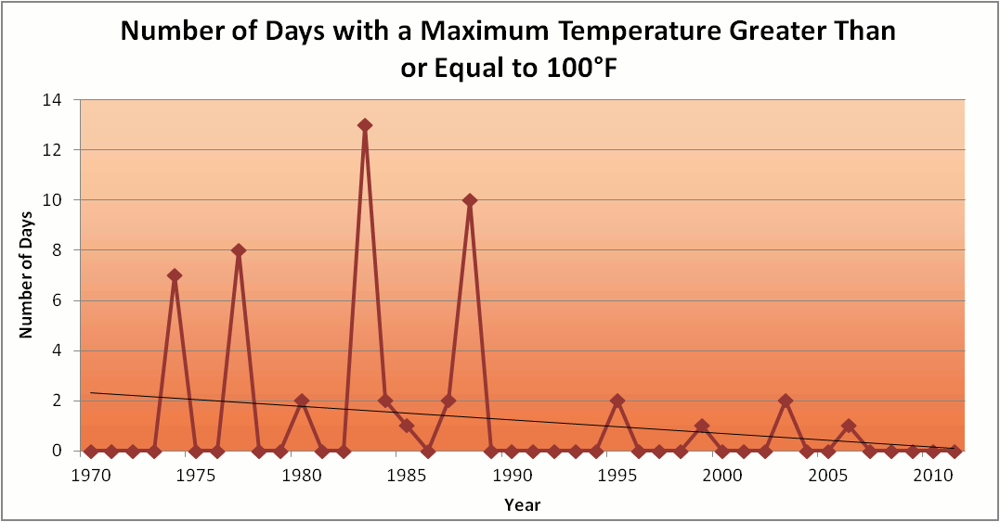 Number of Days with a Maximum Temperature Greater Than
or Equal to 100°F
14
12
10
8
6
4
2
0
Number of Days
1970 1975 1980 1985 1990 1995 2000 2005 2010
Year